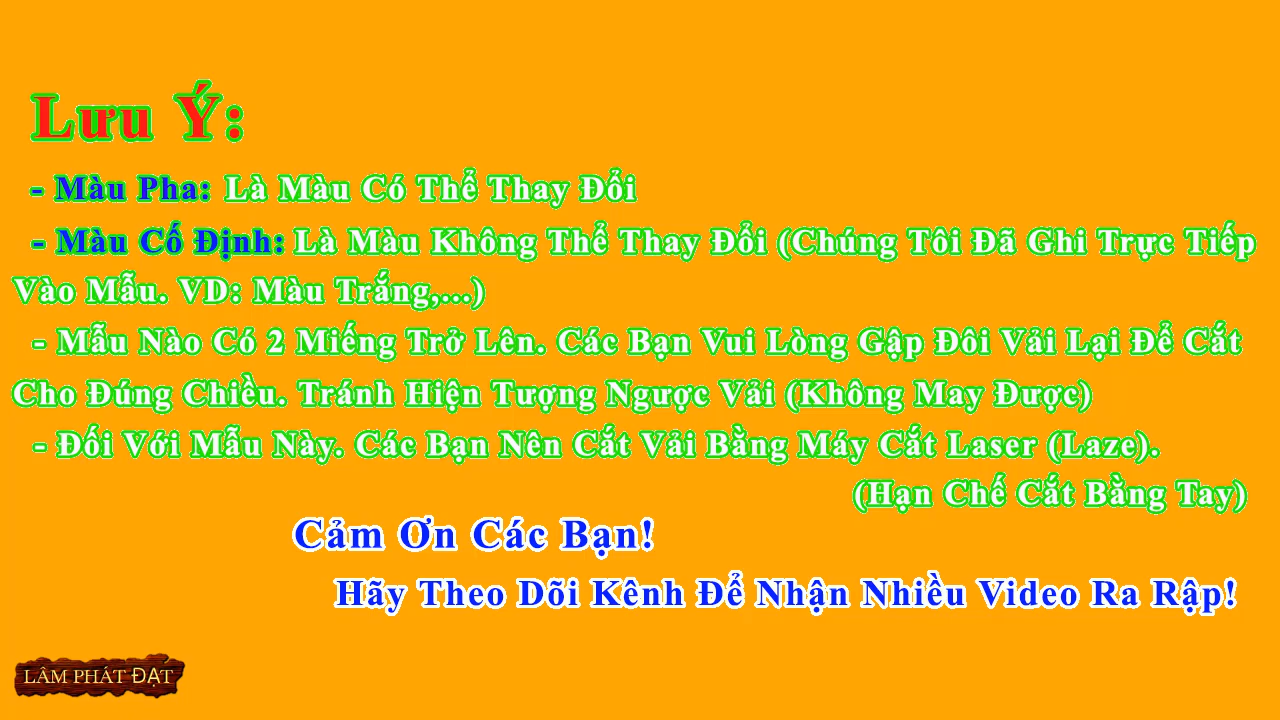 Lưu Ý:
- Màu Pha: Là Màu Có Thể Thay Đổi
- Màu Cố Định: Là Màu Không Thể Thay Đổi (Chúng Tôi Đã Ghi Trực Tiếp
Vào Mẫu. VD: Màu Trắng,...)
- Mẫu Nào Có 2 Miếng Trở Lên. Các Bạn Vui Lòng Gập Đôi Vải Lại Để Cắt
Cho Đúng Chiều. Tránh Hiện Tượng Ngược Vải (Không May Được)
- Đối Với Mẫu Này. Các Bạn Nên Cắt Vải Bằng Máy Cắt Laser (Laze).
(Hạn Chế Cắt Bằng Tay)
Cảm Ơn Các Bạn!
Hãy Theo Dõi Kênh Để Nhận Nhiều Video Ra Rập!
LÂM PHÁT ĐẠT